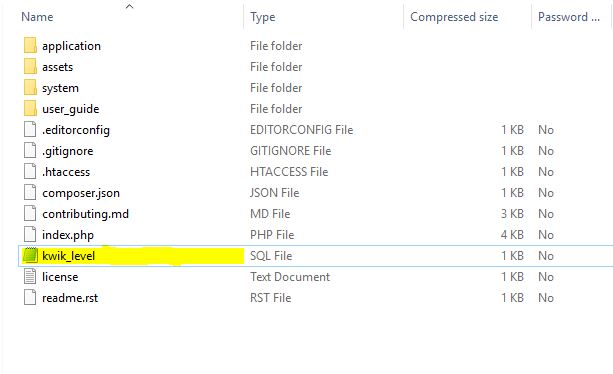 Name Type Compressed size Password ...
application File folder
assets File folder
system File folder
user_guide File folder
.editorconfig EDITORCONFIG File 1 KB No
.gitignore GITIGNORE File 1 KB No
.htaccess HTACCESS File 1 KB No
composer.json JSON File 1 KB No
contributing.md MD File 3 KB No
index.php PHP File 4 KB No
kwik_level SQL File 1 KB No
license Text Document 1 KB No
readme.rst RST File 1 KB No